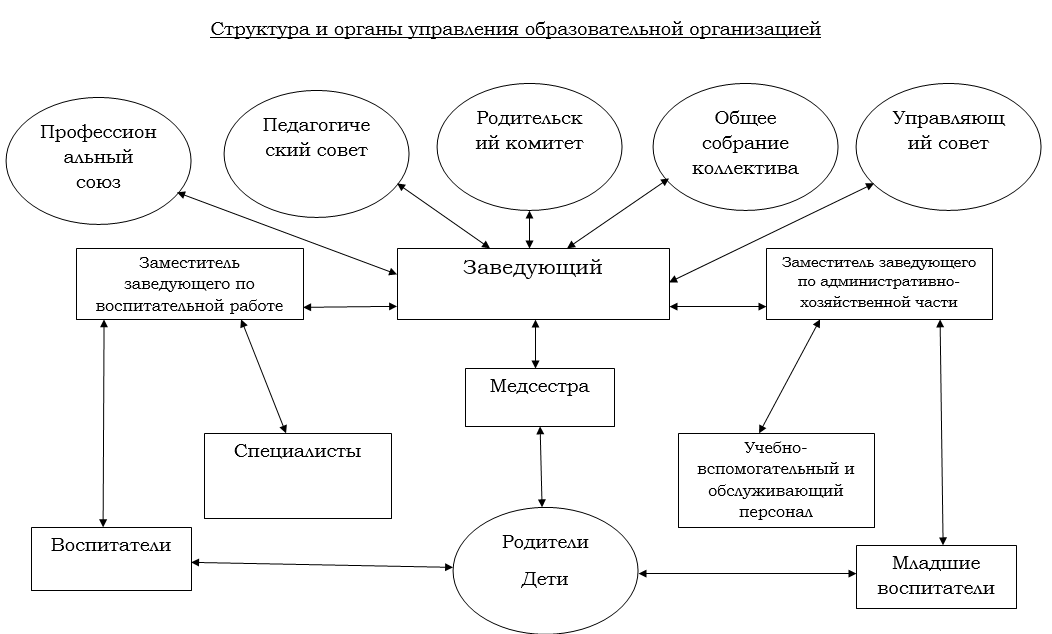 Структура и органы управления образовательной организацией
Профессион
альный
союз
Педагогиче
ский совет
Родительск
ий комитет
Общее
собрание
коллектива
Управляющ
ий совет
Заместитель
заведующего по
воспитательной работе
Заведующий
Заместитель заведующего
по административно-
хозяйственной части
Медсестра
Специалисты
Учебно-
вспомогательный и
обслуживающий
персонал
Воспитатели
Родители
Дети
Младшие
воспитатели